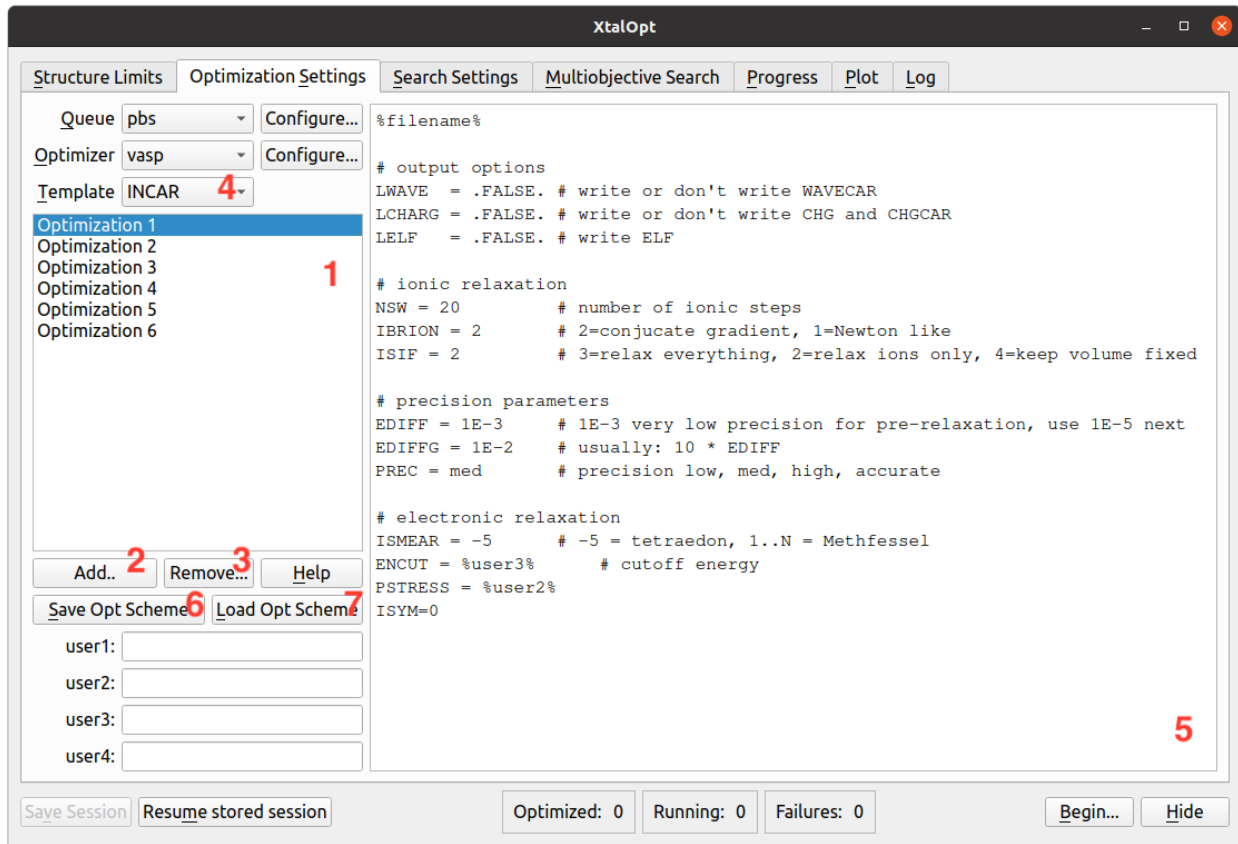 XtalOpt
Structure Limits Optimization Settings Search Settings Multiobjective Search Progress Plot Log
Queue pbs Configure...
Optimizer vasp Configure...
Template INCAR 4
Optimization 1
Optimization 2
Optimization 3
Optimization 4
Optimization 5
Optimization 6
1
Add.. 2 Remove... 3 Help
Save Opt Scheme 6 Load Opt Scheme 7
user1:
user2:
user3:
user4:
%filename%
# output options
LWAVE = .FALSE. # write or don't write WAVECAR
LCHARG = .FALSE. # write or don't write CHG and CHGCAR
LELF = .FALSE. # write ELF
# ionic relaxation
NSW = 20 # number of ionic steps
IBRION = 2 # 2=conjucate gradient, 1=Newton like
ISIF = 2 # 3=relax everything, 2=relax ions only, 4=keep volume fixed
# precision parameters
EDIFF = 1E-3 # 1E-3 very low precision for pre-relaxation, use 1E-5 next
EDIFFG = 1E-2 # usually: 10 * EDIFF
PREC = med # precision low, med, high, accurate
# electronic relaxation
ISMEAR = -5 # -5 = tetraedon, 1..N = Methfessel
ENCUT = %user3% # cutoff energy
PSTRESS = %user2%
ISYM=0
5
Save Session Resume stored session Optimized: 0 Running: 0 Failures: 0 Begin... Hide